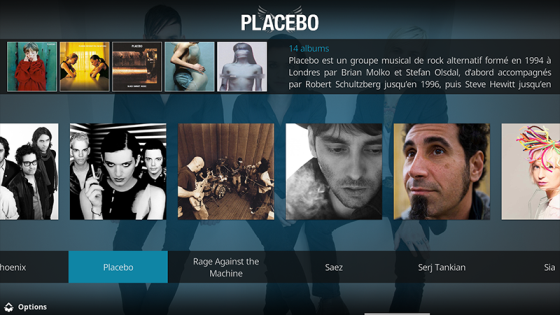 PLACEBO
14 albums
Placebo est un groupe musical de rock alternatif formé en 1994 à
Londres par Brian Molko et Stefan Olsdal, d'abord accompagnés
par Robert Schultzberg jusqu'en 1996, puis Steve Hewitt jusqu'en
hoenix
Placebo
Rage Against the
Machine
Saez
Serj Tankian
Sia
Options